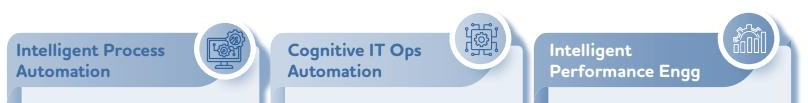 Intelligent Process
Automation
Cognitive IT Ops
Automation
Intelligent
Performance Engg